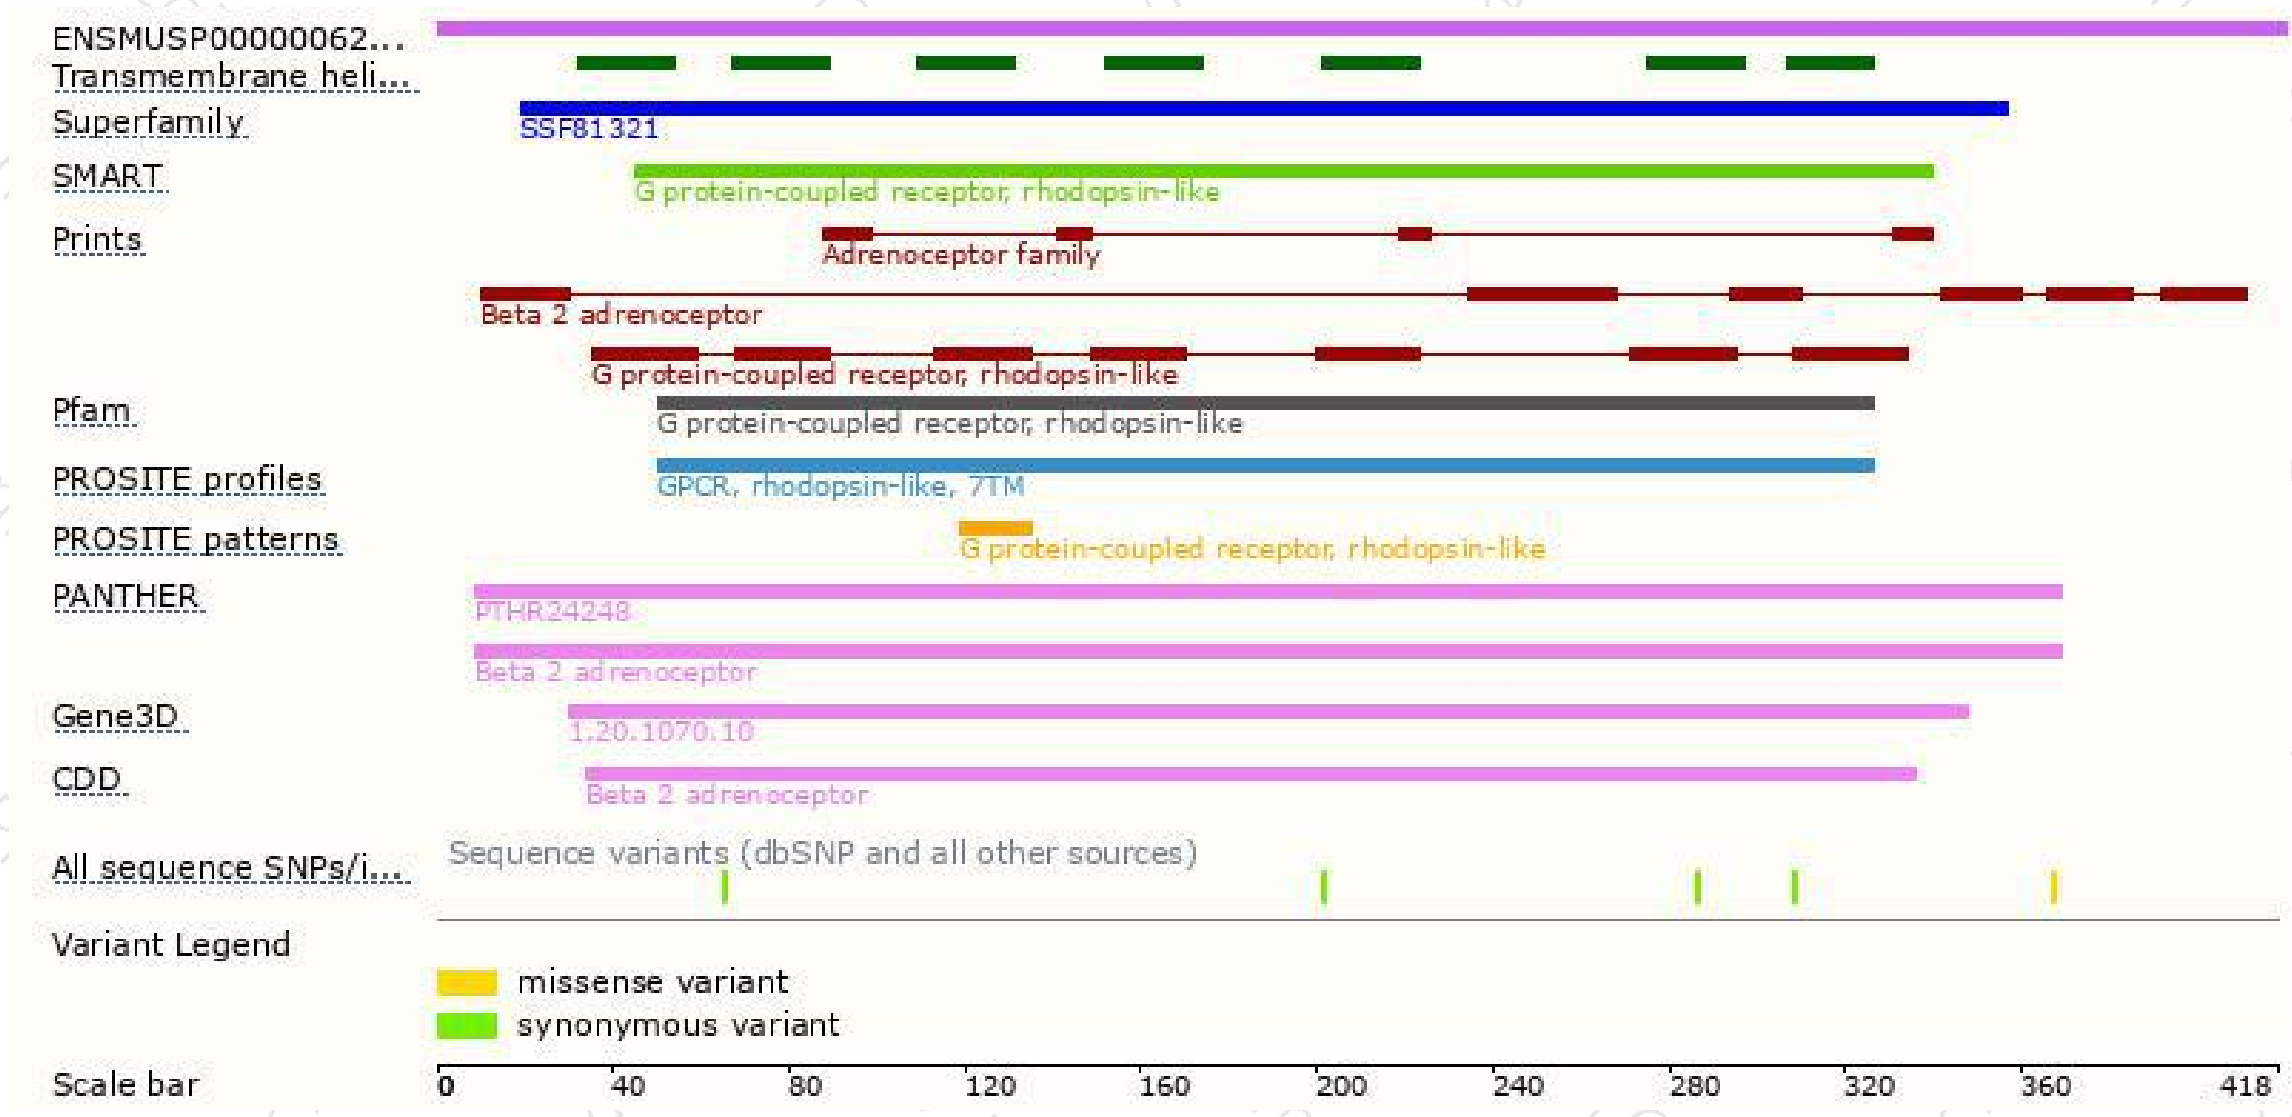 ENSMUSP00000062...
Transmembrane heli...
Superfamily
SSF81321
SMART
G protein-coupled receptor, rhodopsin-like
Prints
Adrenoceptor family
Beta 2 adrenoceptor
G protein-coupled receptor, rhodopsin-like
Pfam
G protein-coupled receptor, rhodopsin-like
PROSITE profiles
GPCR, rhodopsin-like, 7TM
PROSITE patterns
G protein-coupled receptor, rhodopsin-like
PANTHER
PTHR24248
Beta 2 adrenoceptor
Gene3D
1.20.1070.10
CDD
Beta 2 adrenoceptor
Sequence variants (dbSNP and all other sources)
All sequence SNPs/i...
Variant Legend
missense variant
synonymous variant
Scale bar 0 40 80 120 160 200 240 280 320 360 418